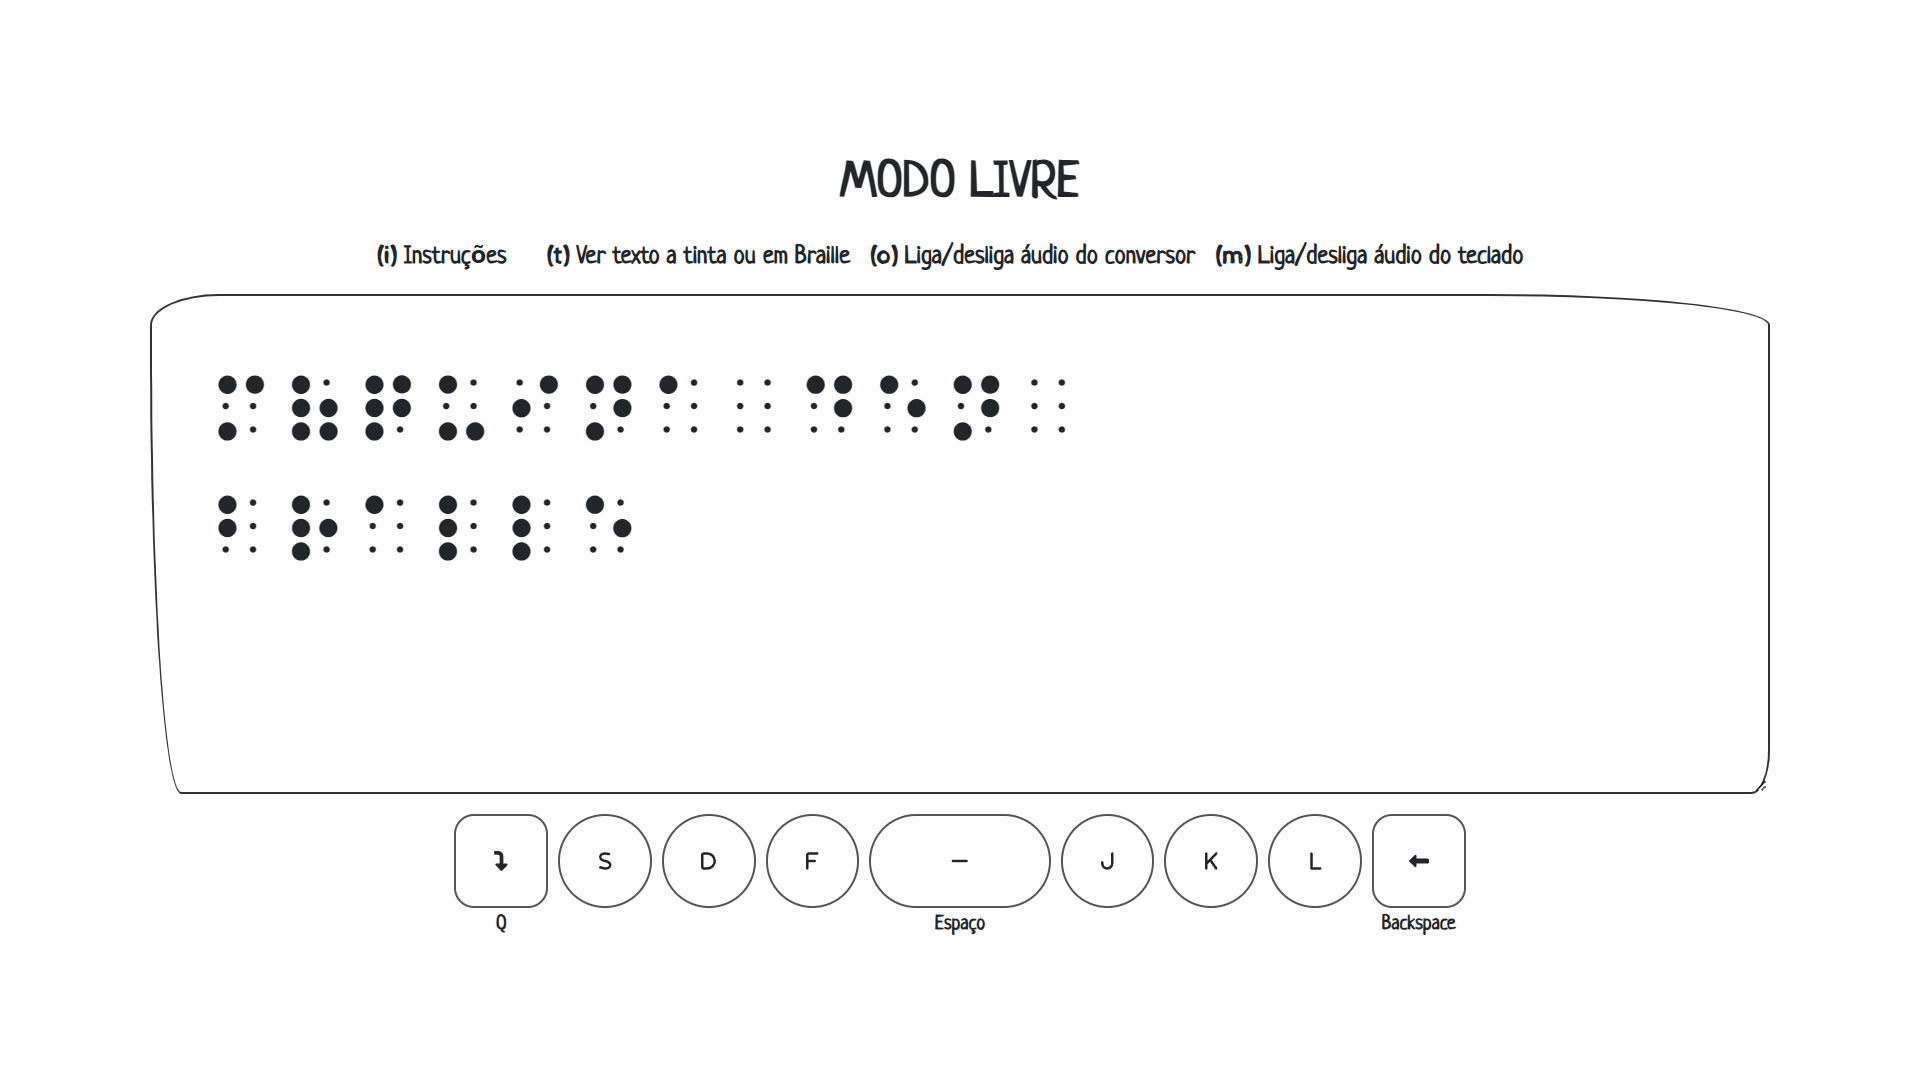 MODO LIVRE
(i) Instruções (t) Ver texto a tinta ou em Braille (o) Liga/desliga áudio do conversor (m) Liga/desliga áudio do teclado
⠍⠷⠟⠥⠊⠝⠁⠀⠙⠑⠝⠀
⠃⠗⠁⠇⠇⠑
S D F – J K L
Q Espaço Backspace